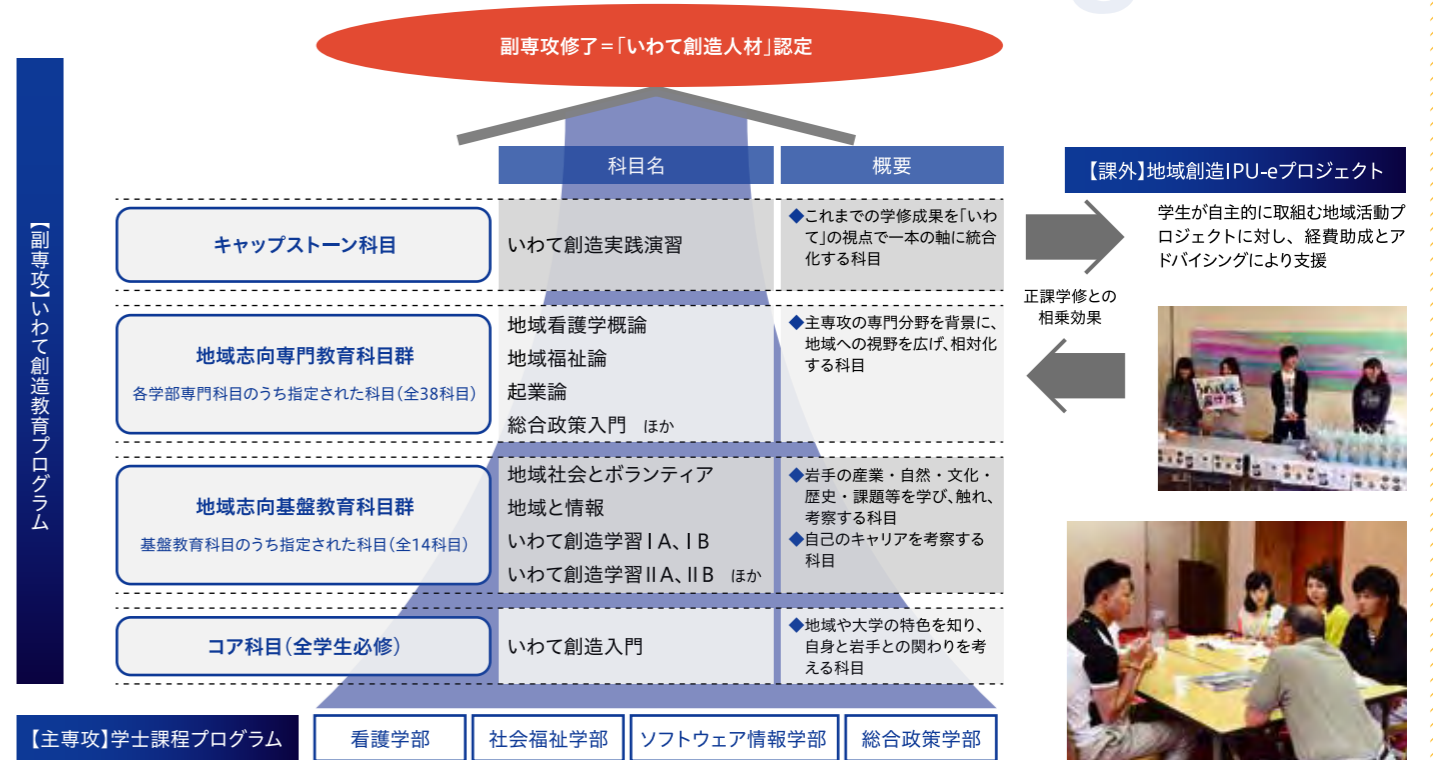 副専攻修了=「いわて創造人材」認定
【副専攻】いわて創造教育プログラム
科目名
概要
キャップストーン科目
いわて創造実践演習
◆これまでの学修成果を「いわ
て」の視点で一本の軸に統合
化する科目
地域志向専門教育科目群
各学部専門科目のうち指定された科目(全38科目)
地域看護学概論
地域福祉論
起業論
総合政策入門 ほか
◆主専攻の専門分野を背景に、
地域への視野を広げ、相対化
する科目
地域志向基盤教育科目群
基盤教育科目のうち指定された科目(全14科目)
地域社会とボランティア
地域と情報
いわて創造学習ⅠA、ⅠB
いわて創造学習ⅡA、ⅡB ほか
◆岩手の産業・自然・文化・
歴史・課題等を学び、触れ、
考察する科目
◆自己のキャリアを考察する
科目
コア科目(全学生必修)
いわて創造入門
◆地域や大学の特色を知り、
自身と岩手との関わりを考
える科目
【主専攻】学士課程プログラム
看護学部
社会福祉学部
ソフトウェア情報学部
総合政策学部
【課外】地域創造IPU-eプロジェクト
学生が自主的に取組む地域活動プ
ロジェクトに対し、経費助成とア
ドバイシングにより支援
正課学修との
相乗効果